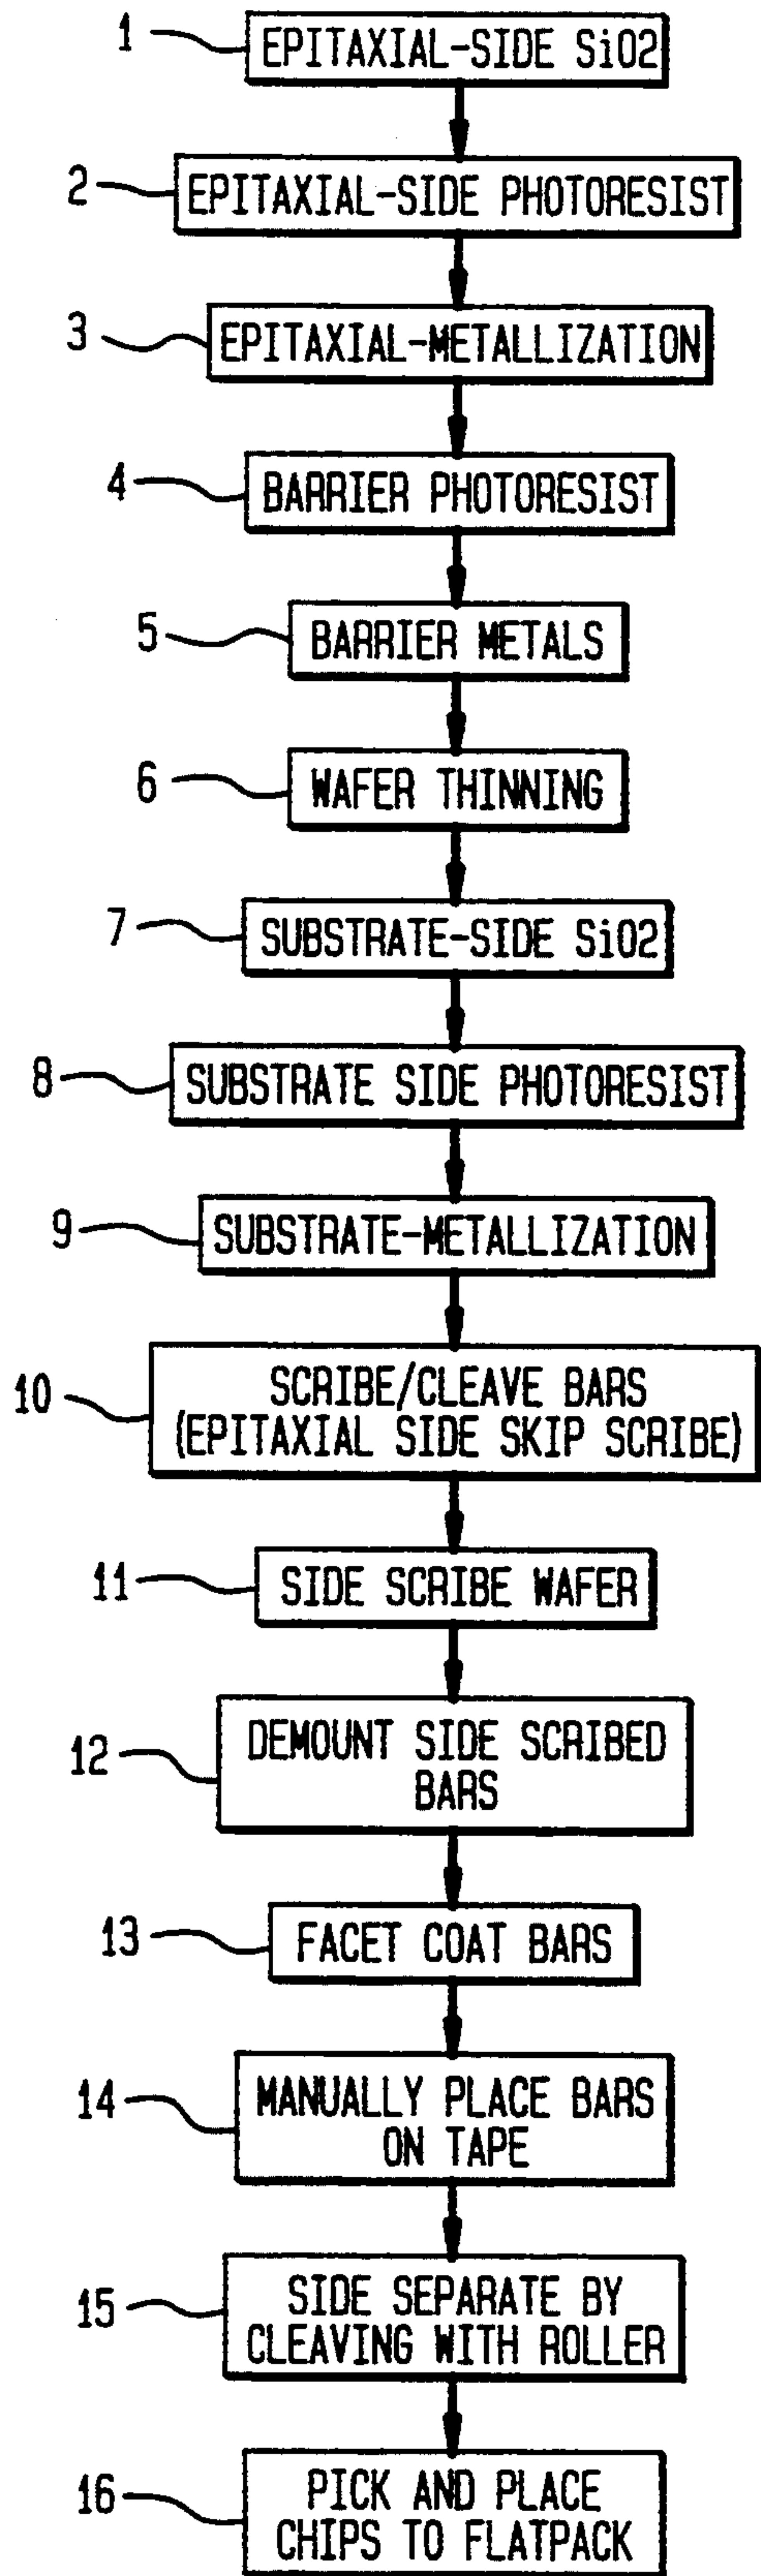 1 EPITAXIAL-SIDE SiO2
2 EPITAXIAL-SIDE PHOTORESIST
3 EPITAXIAL-METALLIZATION
4 BARRIER PHOTORESIST
5 BARRIER METALS
6 WAFER THINNING
7 SUBSTRATE-SIDE SiO2
8 SUBSTRATE SIDE PHOTORESIST
9 SUBSTRATE-METALLIZATION
10 SCRIBE/CLEAVE BARS
(EPITAXIAL SIDE SKIP SCRIBE)
11 SIDE SCRIBE WAFER
12 DEMOUNT SIDE SCRIBED
BARS
13 FACET COAT BARS
14 MANUALLY PLACE BARS
ON TAPE
15 SIDE SEPARATE BY
CLEAVING WITH ROLLER
16 PICK AND PLACE
CHIPS TO FLATPACK